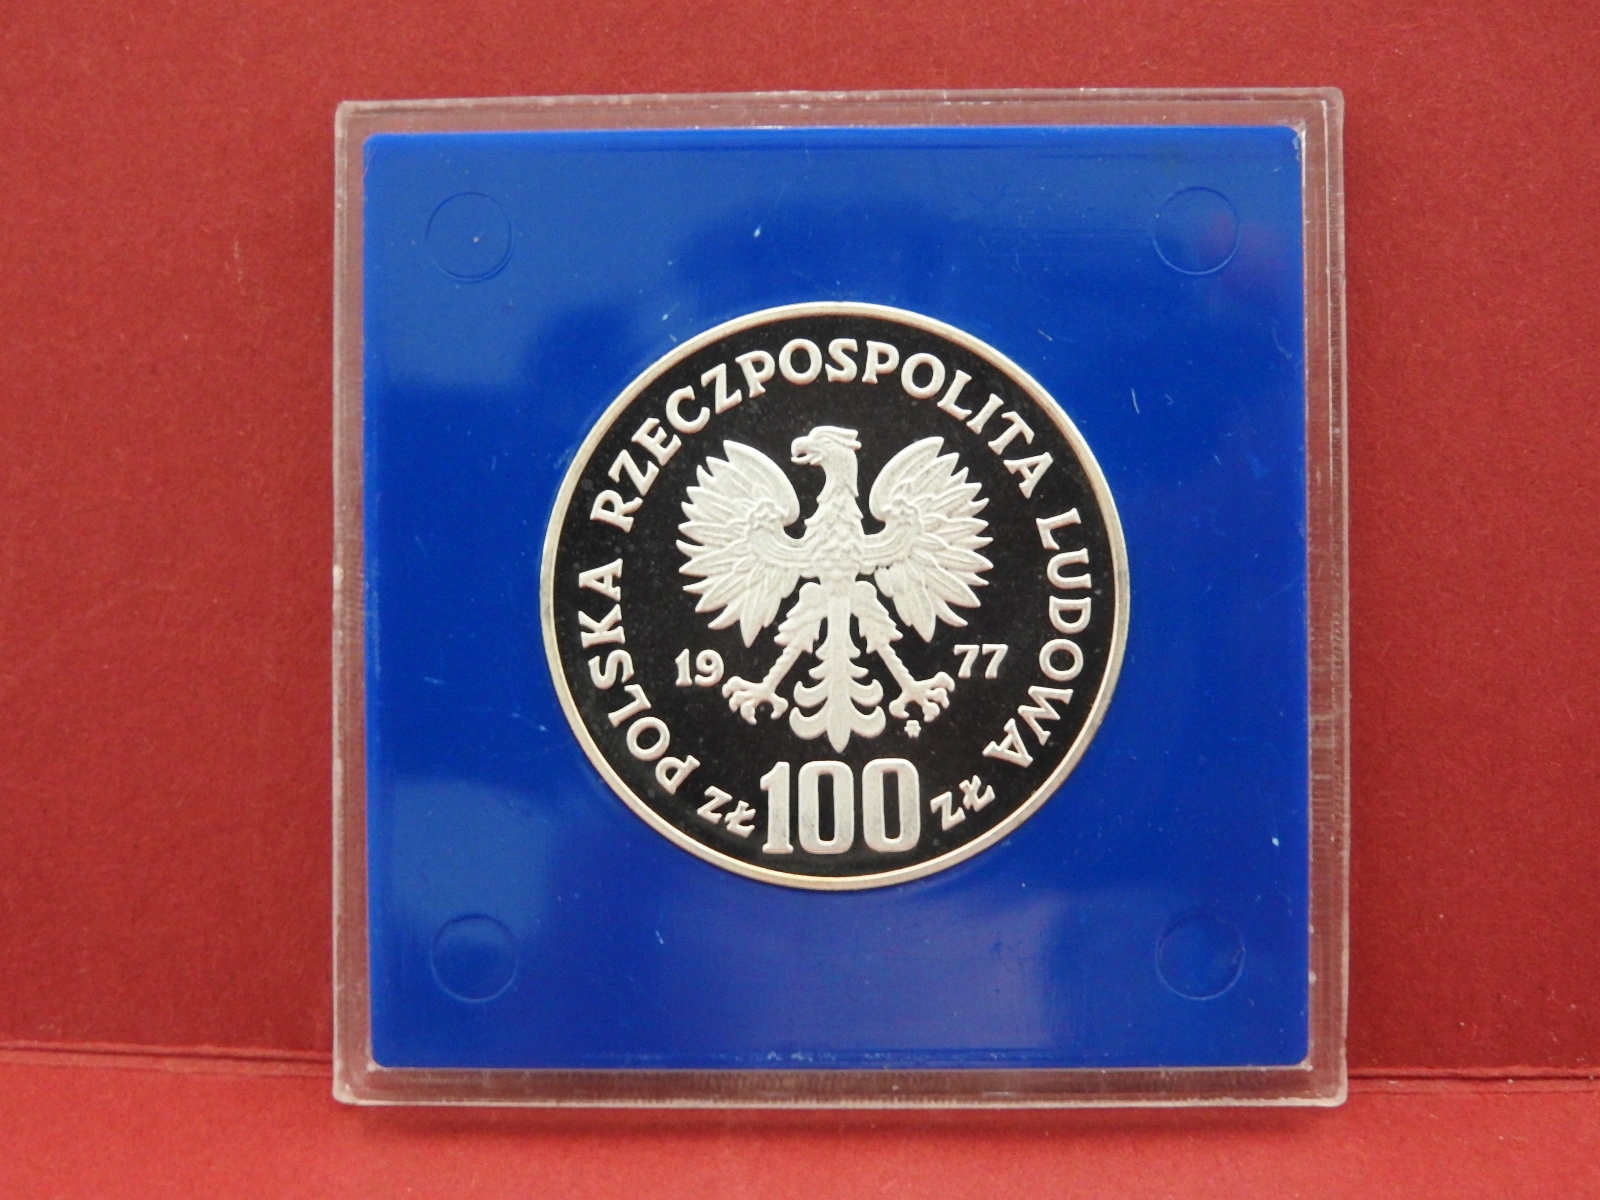 POLSKA RZECZPOSPOLITA LUDOWA
19 77
zł 100 zł